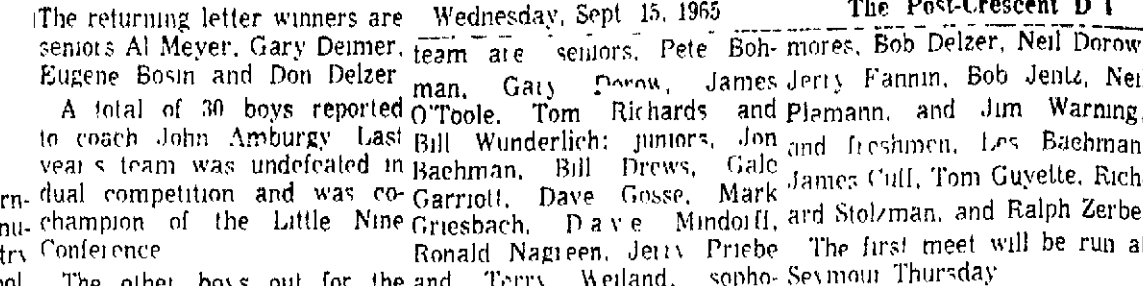 The returning letter winners are
seniors Al Meyer, Gary Deimer,
Eugene Bosin and Don Delzer
A total of 30 boys reported
to coach John Amburgy Last
year s team was undefeated in
dual competition and was co-
champion of the Little Nine
Conference
The other boys out for the
Wednesday, Sept 15, 1965
The Post-Crescent D 1
team are seniors, Pete Boh-
man, Gary Dorow, James
O'Toole, Tom Richards and
Bill Wunderlich; juniors, Jon
Bachman, Bill Drews, Gale
Garriott, Dave Gosse, Mark
Griesbach, Dave Mindorff,
Ronald Nagreen, Jerry Priebe
and Terry Weiland, sopho-
mores, Bob Delzer, Neil Dorow
Jerry Fannin, Bob Jentz, Nei
Plamann, and Jim Warning,
and freshmen, Les Bachman
James Cuff, Tom Guyette, Rich-
ard Stolzman, and Ralph Zerbe
The first meet will be run a
Seymour Thursday